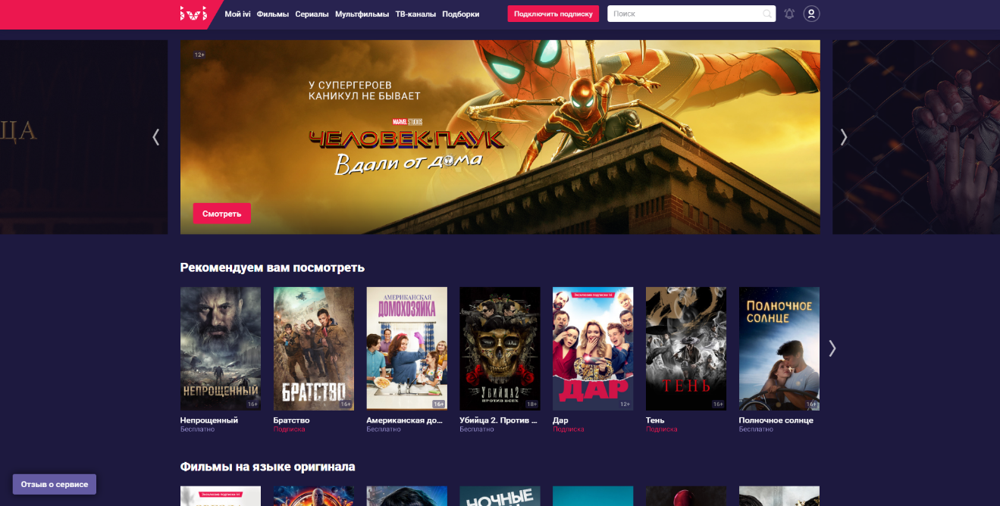 ivi
Мой ivi Фильмы Сериалы Мультфильмы ТВ-каналы Подборки
Подключить подписку
Поиск
ЦА
12+
У СУПЕРГЕРОЕВ
КАНИКУЛ НЕ БЫВАЕТ
MARVEL STUDIOS
ЧЕЛОВЕК-ПАУК
Вдали от дома
Смотреть
Рекомендуем вам посмотреть
НЕПРОЩЕННЫЙ
16+
БРАТСТВО
16+
АМЕРИКАНСКАЯ
ДОМОХОЗЯЙКА
16+
УБИЙЦА 2
ПРОТИВ ВСЕХ
18+
ЭКСКЛЮЗИВ ПОДПИСКИ ivi
ДАР
12+
ТЕНЬ
16+
ПОЛНОЧНОЕ
СОЛНЦЕ
16+
Непрощенный
Бесплатно
Братство
Подписка
Американская до...
Бесплатно
Убийца 2. Против ...
Бесплатно
Дар
Подписка
Тень
Подписка
Полночное солнце
Бесплатно
Фильмы на языке оригинала
Отзыв о сервисе
ЭКСКЛЮЗИВ ПОДПИСКИ ivi
НОЧНЫЕ